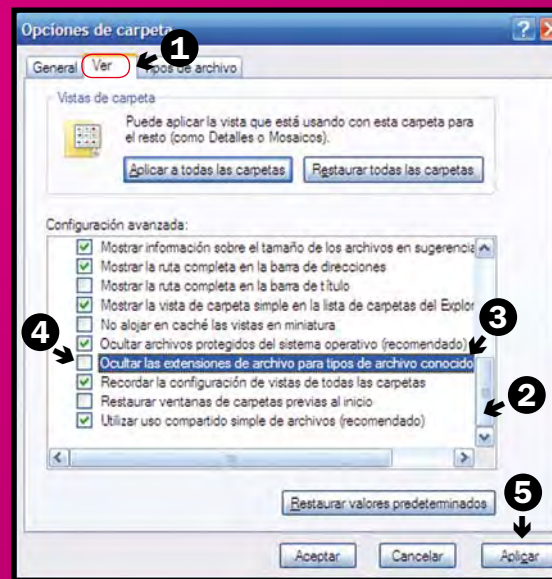 Opciones de carpeta
1
General Ver Tipos de archivo
Vistas de carpeta
Puede aplicar la vista que está usando con esta carpeta para
el resto (como Detalles o Mosaicos).
Aplicar a todas las carpetas Restaurar todas las carpetas
Configuración avanzada:
Mostrar información sobre el tamaño de los archivos en sugerencia
Mostrar la ruta completa en la barra de direcciones
Mostrar la ruta completa en la barra de título
Mostrar la vista de carpeta simple en la lista de carpetas del Explor
No alojar en caché las vistas en miniatura
3
4
Ocultar archivos protegidos del sistema operativo (recomendado)
Ocultar las extensiones de archivo para tipos de archivo conocido
Recordar la configuración de vistas de todas las carpetas
2
Restaurar ventanas de carpetas previas al inicio
Utilizar uso compartido simple de archivos (recomendado)
Restaurar valores predeterminados
5
Aceptar Cancelar Aplicar